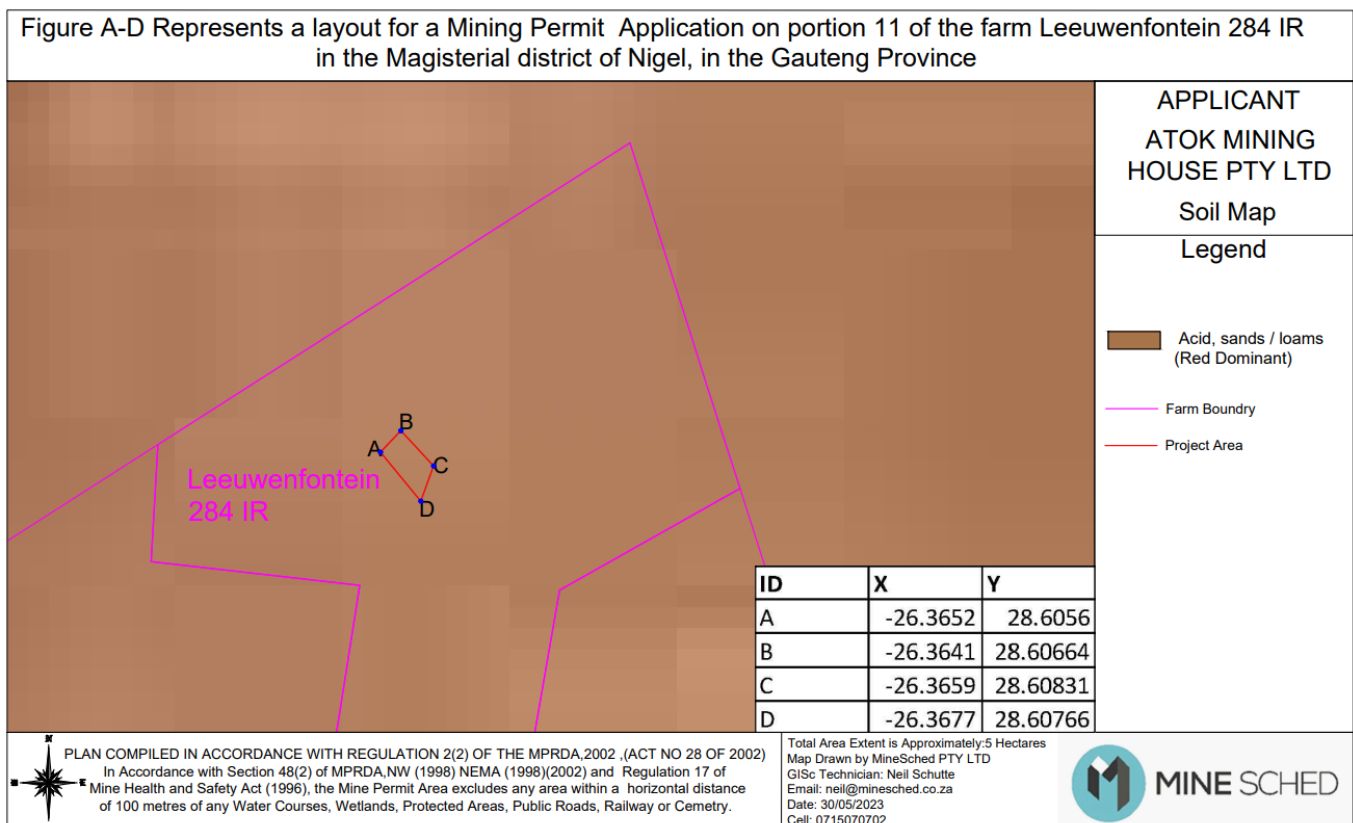 Figure A-D Represents a layout for a Mining Permit Application on portion 11 of the farm Leeuwenfontein 284 IR
in the Magisterial district of Nigel, in the Gauteng Province
APPLICANT
ATOK MINING
HOUSE PTY LTD
Soil Map
Legend
Acid, sands / loams
(Red Dominant)
Farm Boundry
Project Area
A
B
C
D
Leeuwenfontein
284 IR
ID X Y
A -26.3652 28.6056
B -26.3641 28.60664
C -26.3659 28.60831
D -26.3677 28.60766
PLAN COMPILED IN ACCORDANCE WITH REGULATION 2(2) OF THE MPRDA,2002 ,(ACT NO 28 OF 2002)
In Accordance with Section 48(2) of MPRDA,NW (1998) NEMA (1998)(2002) and Regulation 17 of
Mine Health and Safety Act (1996), the Mine Permit Area excludes any area within a horizontal distance
of 100 metres of any Water Courses, Wetlands, Protected Areas, Public Roads, Railway or Cemetry.
Total Area Extent is Approximately:5 Hectares
Map Drawn by MineSched PTY LTD
GISc Technician: Neil Schutte
Email: neil@minesched.co.za
Date: 30/05/2023
Cell: 0715070702
MINE SCHED